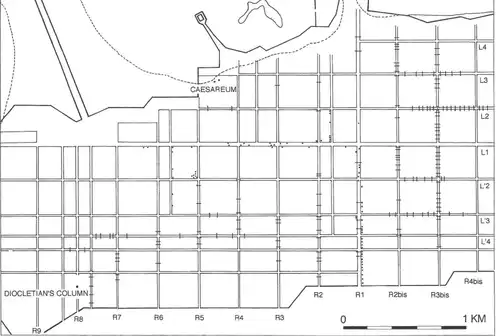 L4
L3
CAESAREUM
L2
L1
L'2
L'3
L'4
R4bis
DIOCLETIAN'S COLUMN
R2
R1
R2bis
R3bis
R9
R8
R7
R6
R5
R4
R3
0
1 KM